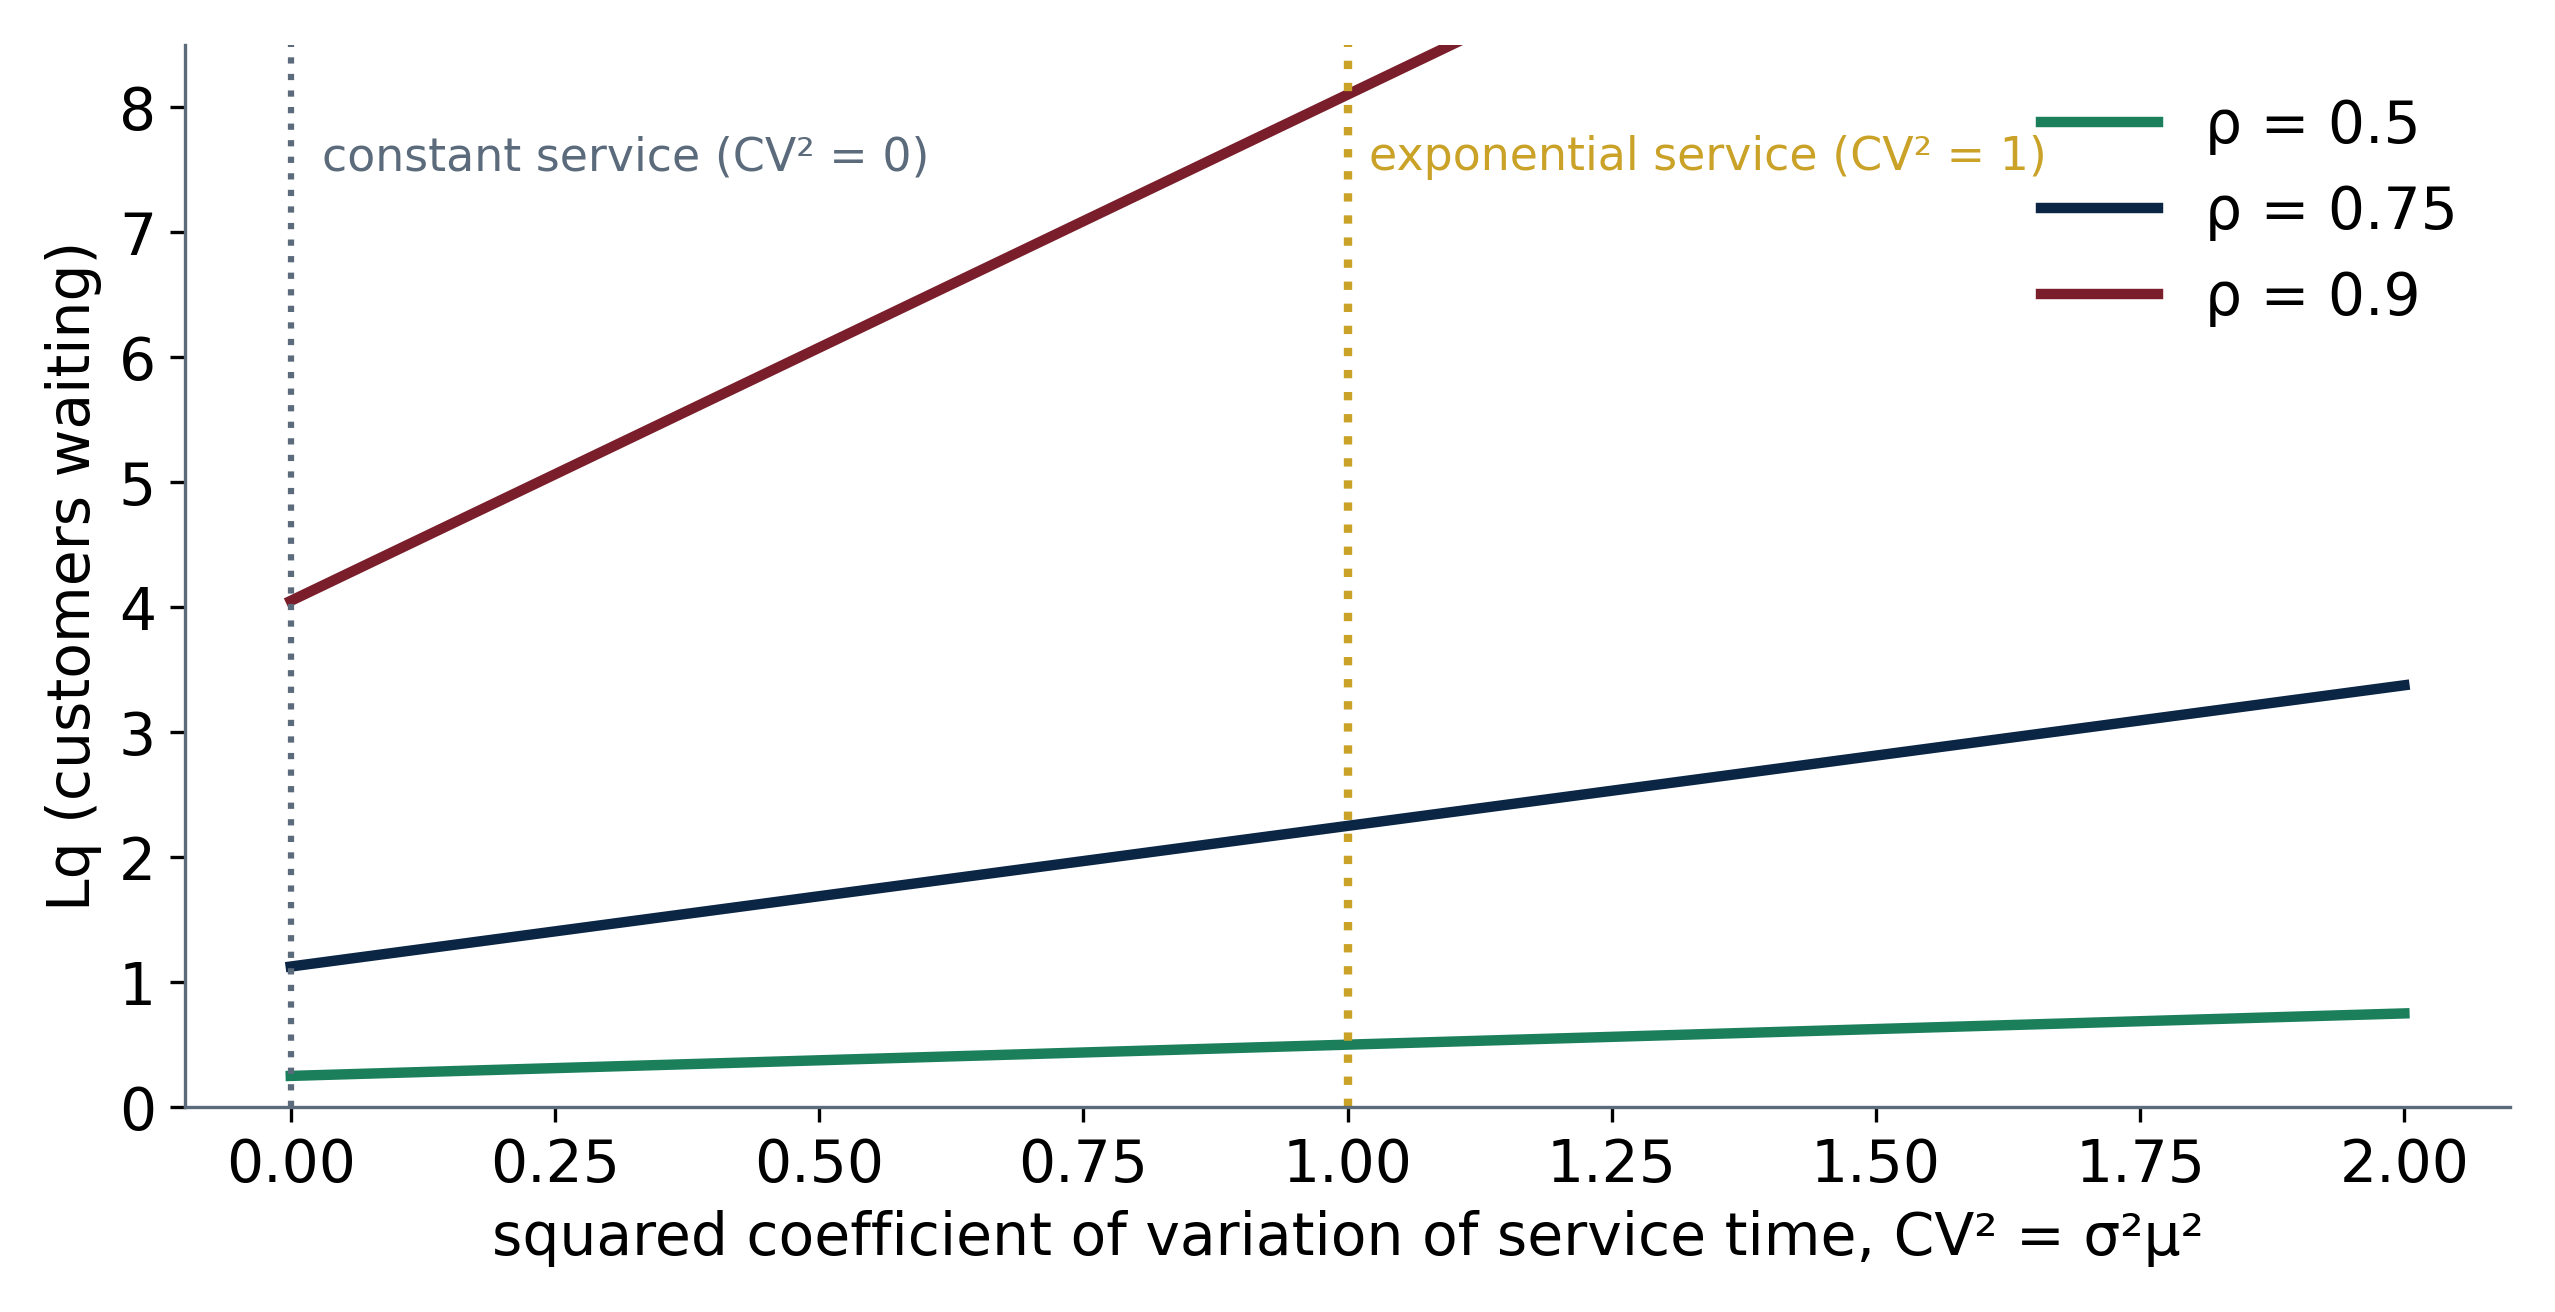 constant service (CV² = 0)
exponential service (CV² = 1)
ρ = 0.5
ρ = 0.75
ρ = 0.9
Lq (customers waiting)
8
7
6
5
4
3
2
1
0
0.00 0.25 0.50 0.75 1.00 1.25 1.50 1.75 2.00
squared coefficient of variation of service time, CV² = σ²μ²